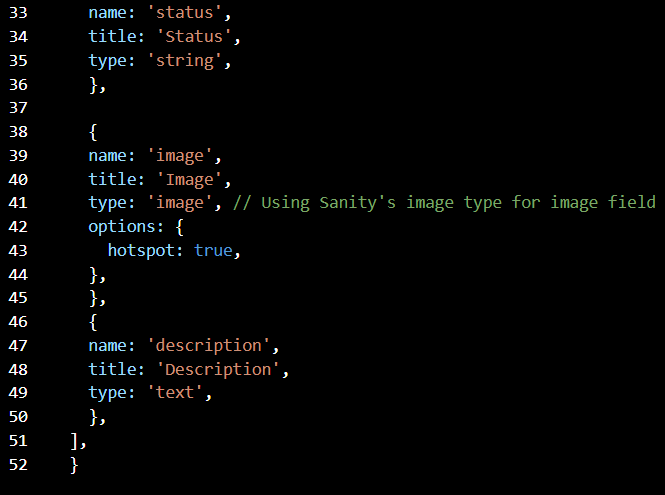 33 name: 'status',
34 title: 'Status',
35 type: 'string',
36 },
37
38 {
39 name: 'image',
40 title: 'Image',
41 type: 'image', // Using Sanity's image type for image field
42 options: {
43 hotspot: true,
44 },
45 },
46 {
47 name: 'description',
48 title: 'Description',
49 type: 'text',
50 },
51 ],
52 }